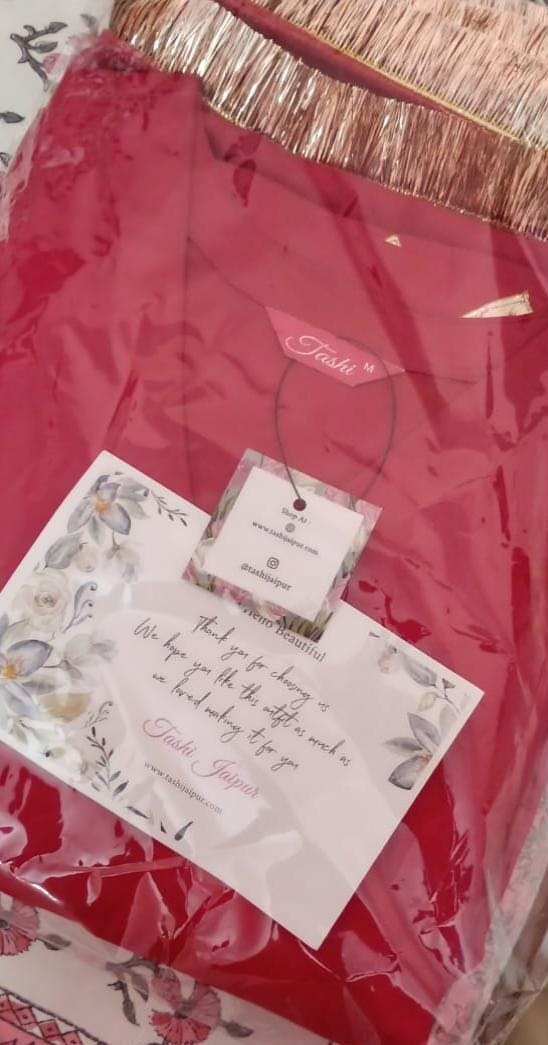 Tashi M
Shop At :
www.tashijaipur.com
@tashijaipur
Hello Beautiful
Thank you for choosing us
We hope you like this outfit as much as
we loved making it for you
Tashi Jaipur
www.tashijaipur.com